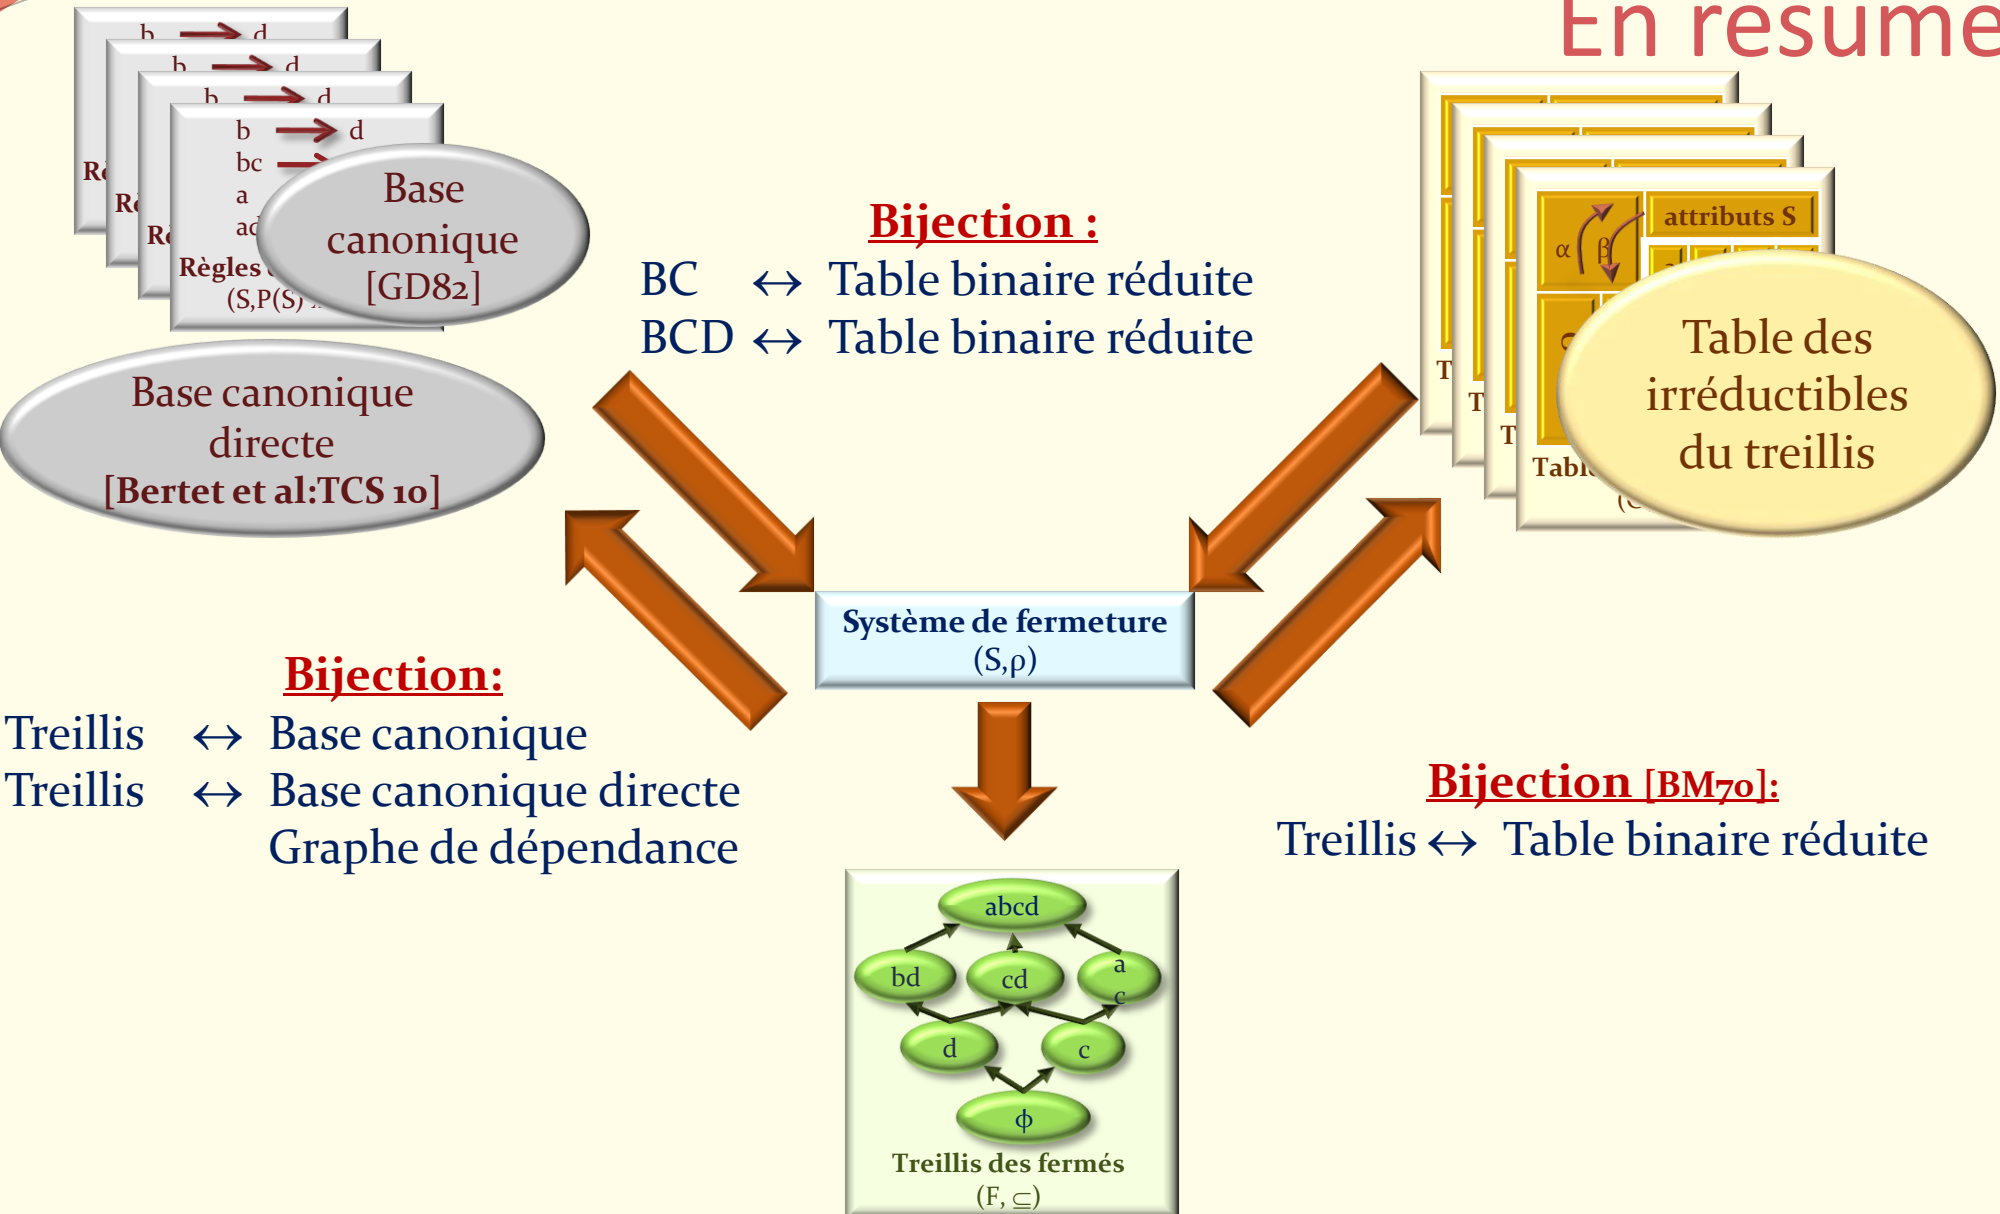 En resume
b d
b d
b d
b d
bc
a
Règles
(S,P(S)
Base
canonique
[GD82]
Base canonique
directe
[Bertet et al:TCS 10]
Bijection :
BC ↔ Table binaire réduite
BCD ↔ Table binaire réduite
α β
attributs S
Table des
irréductibles
du treillis
Système de fermeture
(S,ρ)
Bijection:
Treillis ↔ Base canonique
Treillis ↔ Base canonique directe
Graphe de dépendance
Bijection [BM70]:
Treillis ↔ Table binaire réduite
abcd
bd cd a
c
d c
ϕ
Treillis des fermés
(F, ⊆)